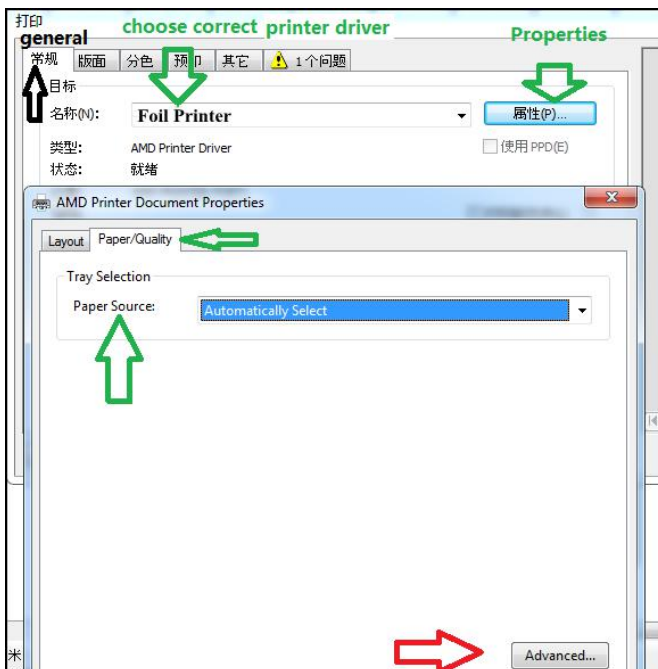 打印
choose correct printer driver
general
Properties
常规 版面 分色 预印 其它 1 个问题
目标
名称(N): Foil Printer 属性(P)...
类型: AMD Printer Driver 使用 PPD(E)
状态: 就绪
AMD Printer Document Properties
Layout Paper/Quality
Tray Selection
Paper Source: Automatically Select
米
Advanced...